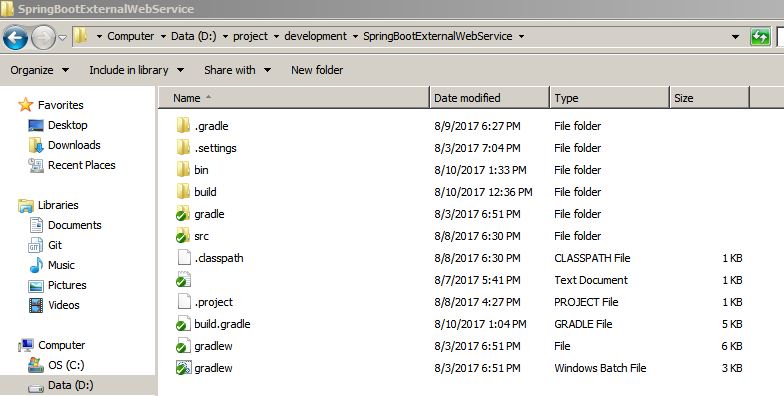 SpringBootExternalWebService
Computer Data (D:) project development SpringBootExternalWebService
Organize Include in library Share with New folder
Favorites
Desktop
Downloads
Recent Places
Libraries
Documents
Git
Music
Pictures
Videos
Computer
OS (C:)
Data (D:)
Name Date modified Type Size
.gradle 8/9/2017 6:27 PM File folder
.settings 8/3/2017 7:04 PM File folder
bin 8/10/2017 1:33 PM File folder
build 8/10/2017 12:36 PM File folder
gradle 8/3/2017 6:51 PM File folder
src 8/8/2017 6:30 PM File folder
.classpath 8/8/2017 6:30 PM CLASSPATH File 1 KB
8/7/2017 5:41 PM Text Document 1 KB
.project 8/8/2017 4:27 PM PROJECT File 1 KB
build.gradle 8/10/2017 1:04 PM GRADLE File 5 KB
gradlew 8/3/2017 6:51 PM File 6 KB
gradlew 8/3/2017 6:51 PM Windows Batch File 3 KB